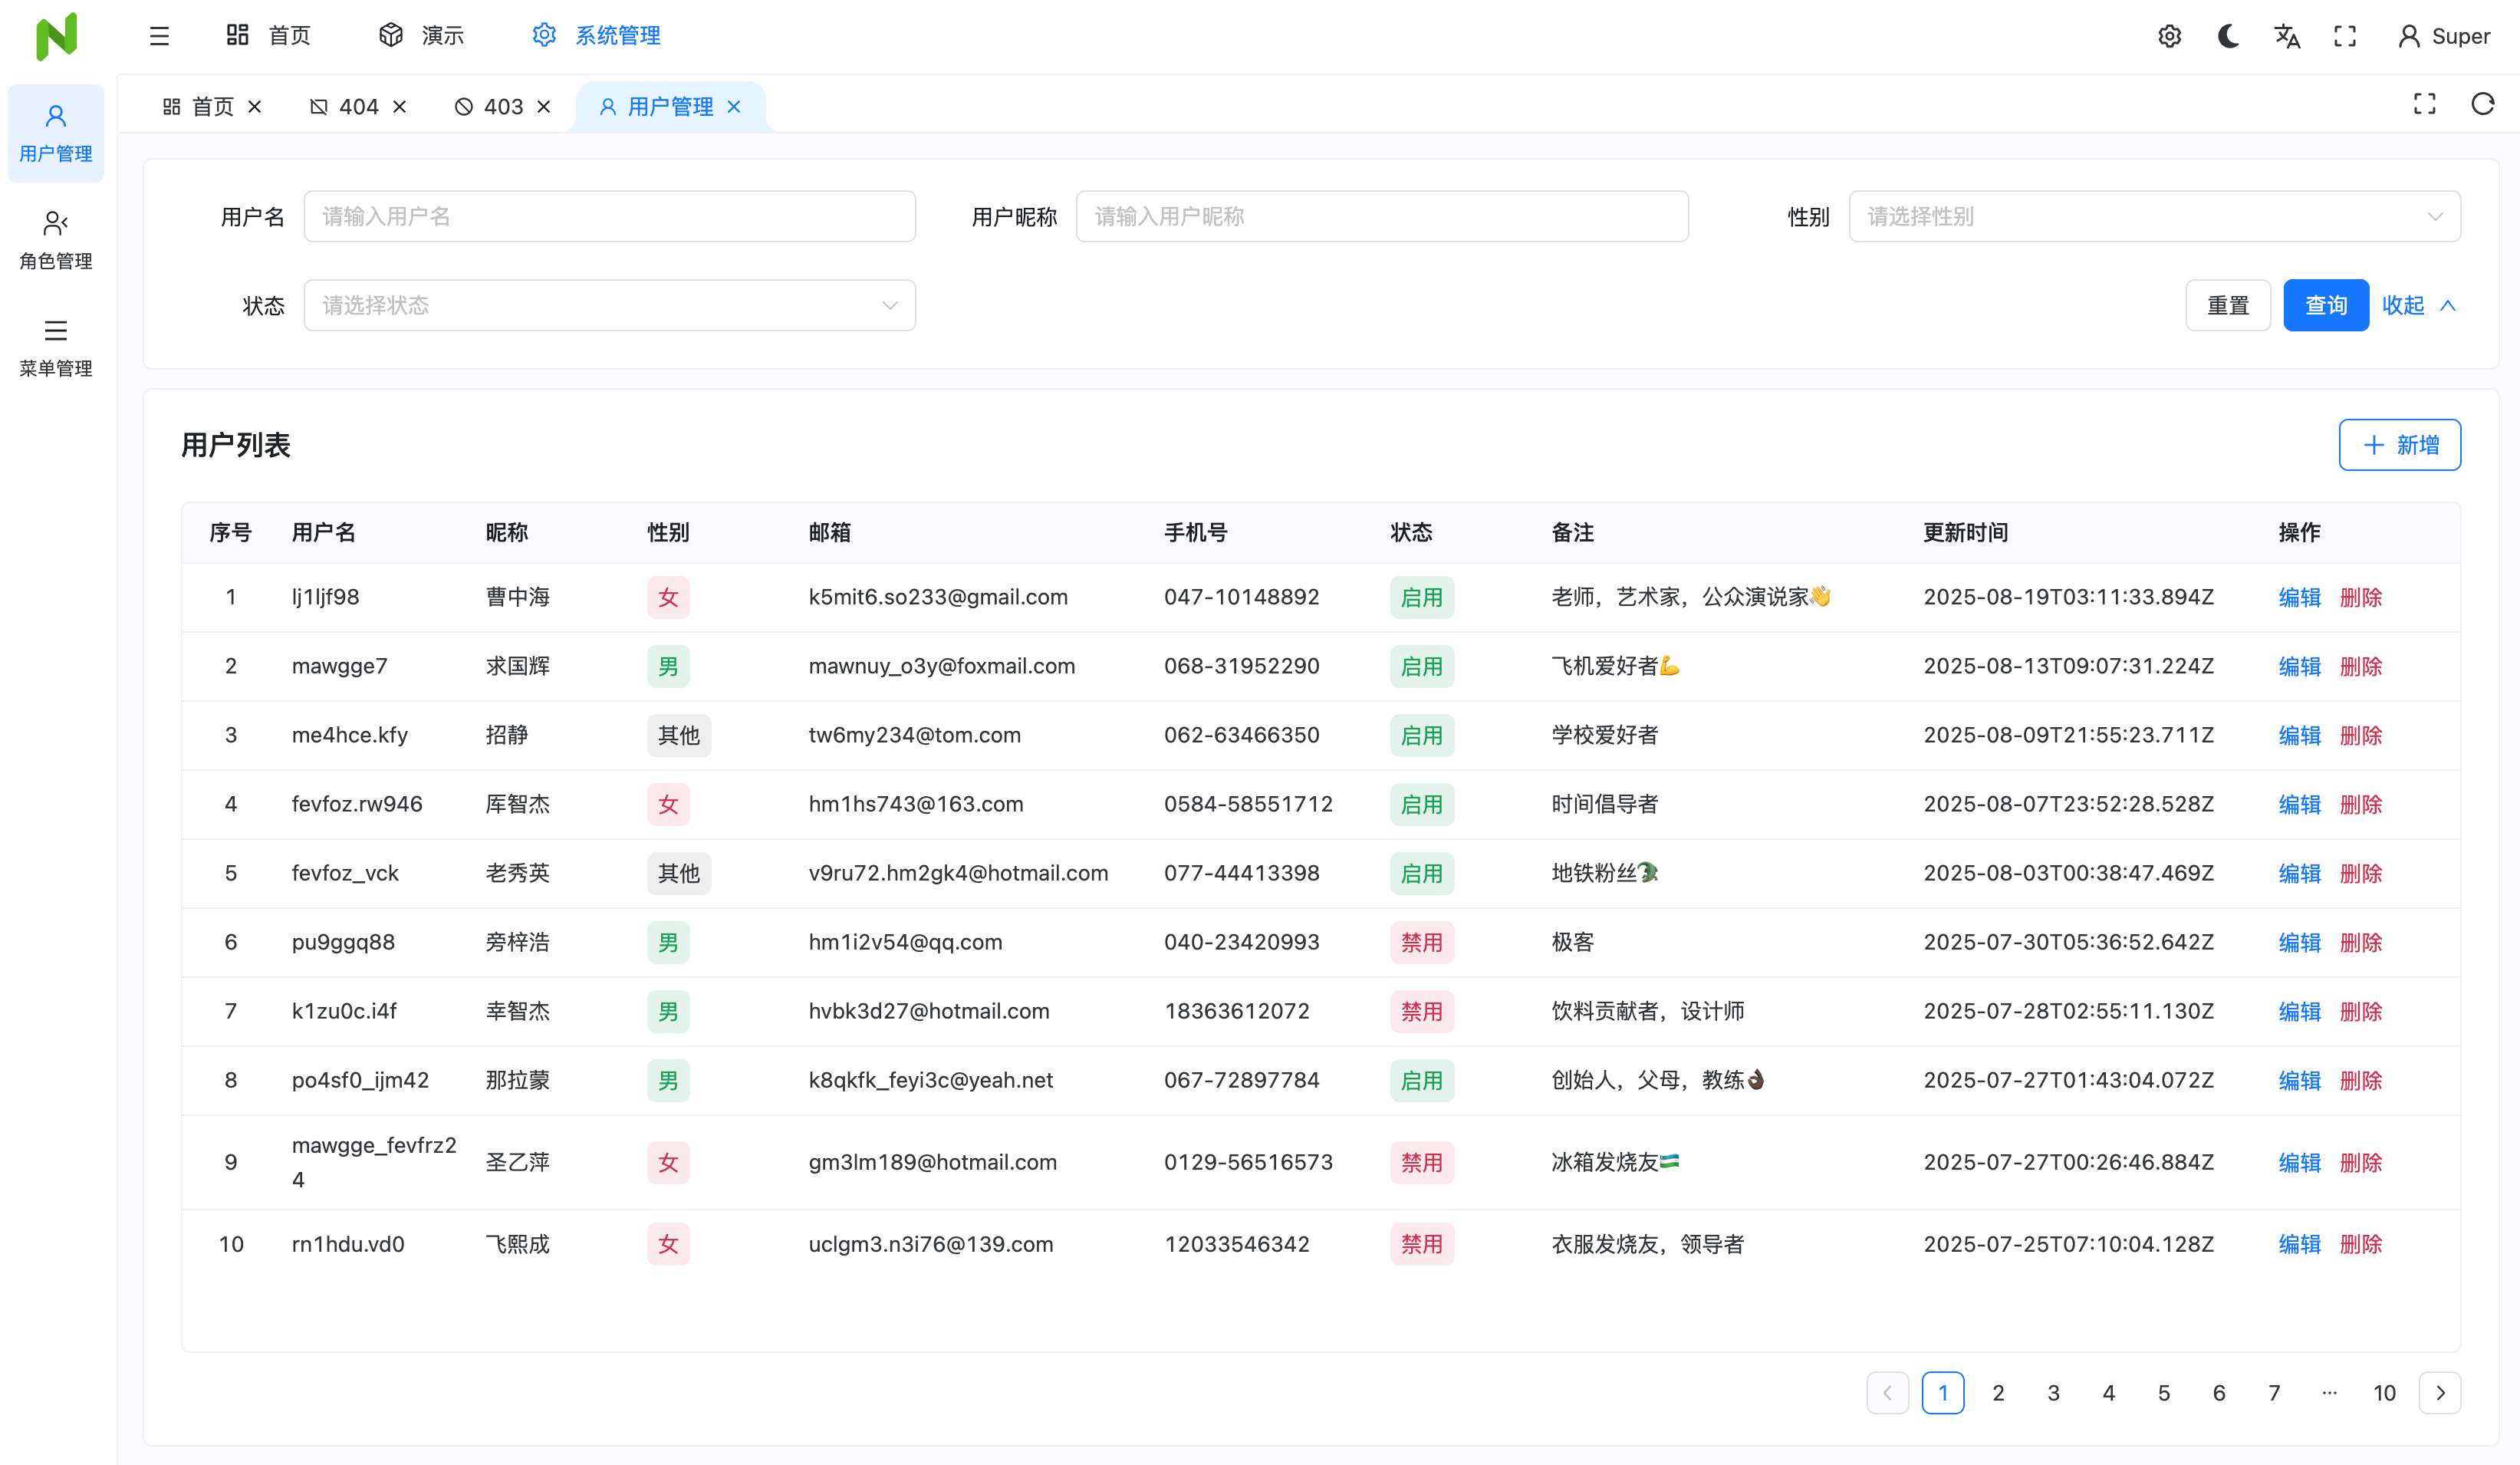 首页 演示 系统管理 Super
首页 404 403 用户管理
用户管理
角色管理
菜单管理
用户名 请输入用户名 用户昵称 请输入用户昵称 性别 请选择性别
状态 请选择状态 重置 查询 收起
用户列表 新增
序号 用户名 昵称 性别 邮箱 手机号 状态 备注 更新时间 操作
1 lj1ljf98 曹中海 女 k5mit6.so233@gmail.com 047-10148892 启用 老师，艺术家，公众演说家👋 2025-08-19T03:11:33.894Z 编辑 删除
2 mawgge7 求国辉 男 mawnuy_o3y@foxmail.com 068-31952290 启用 飞机爱好者💪 2025-08-13T09:07:31.224Z 编辑 删除
3 me4hce.kfy 招静 其他 tw6my234@tom.com 062-63466350 启用 学校爱好者 2025-08-09T21:55:23.711Z 编辑 删除
4 fevfoz.rw946 厍智杰 女 hm1hs743@163.com 0584-58551712 启用 时间倡导者 2025-08-07T23:52:28.528Z 编辑 删除
5 fevfoz_vck 老秀英 其他 v9ru72.hm2gk4@hotmail.com 077-44413398 启用 地铁粉丝🐊 2025-08-03T00:38:47.469Z 编辑 删除
6 pu9ggq88 旁梓浩 男 hm1i2v54@qq.com 040-23420993 禁用 极客 2025-07-30T05:36:52.642Z 编辑 删除
7 k1zu0c.i4f 幸智杰 男 hvbk3d27@hotmail.com 18363612072 禁用 饮料贡献者，设计师 2025-07-28T02:55:11.130Z 编辑 删除
8 po4sf0_ijm42 那拉蒙 男 k8qkfk_feyi3c@yeah.net 067-72897784 启用 创始人，父母，教练👌🏿 2025-07-27T01:43:04.072Z 编辑 删除
9 mawgge_fevfrz2
4 圣乙萍 女 gm3lm189@hotmail.com 0129-56516573 禁用 冰箱发烧友🇺🇿 2025-07-27T00:26:46.884Z 编辑 删除
10 rn1hdu.vd0 飞熙成 女 uclgm3.n3i76@139.com 12033546342 禁用 衣服发烧友，领导者 2025-07-25T07:10:04.128Z 编辑 删除
1 2 3 4 5 6 7 ··· 10